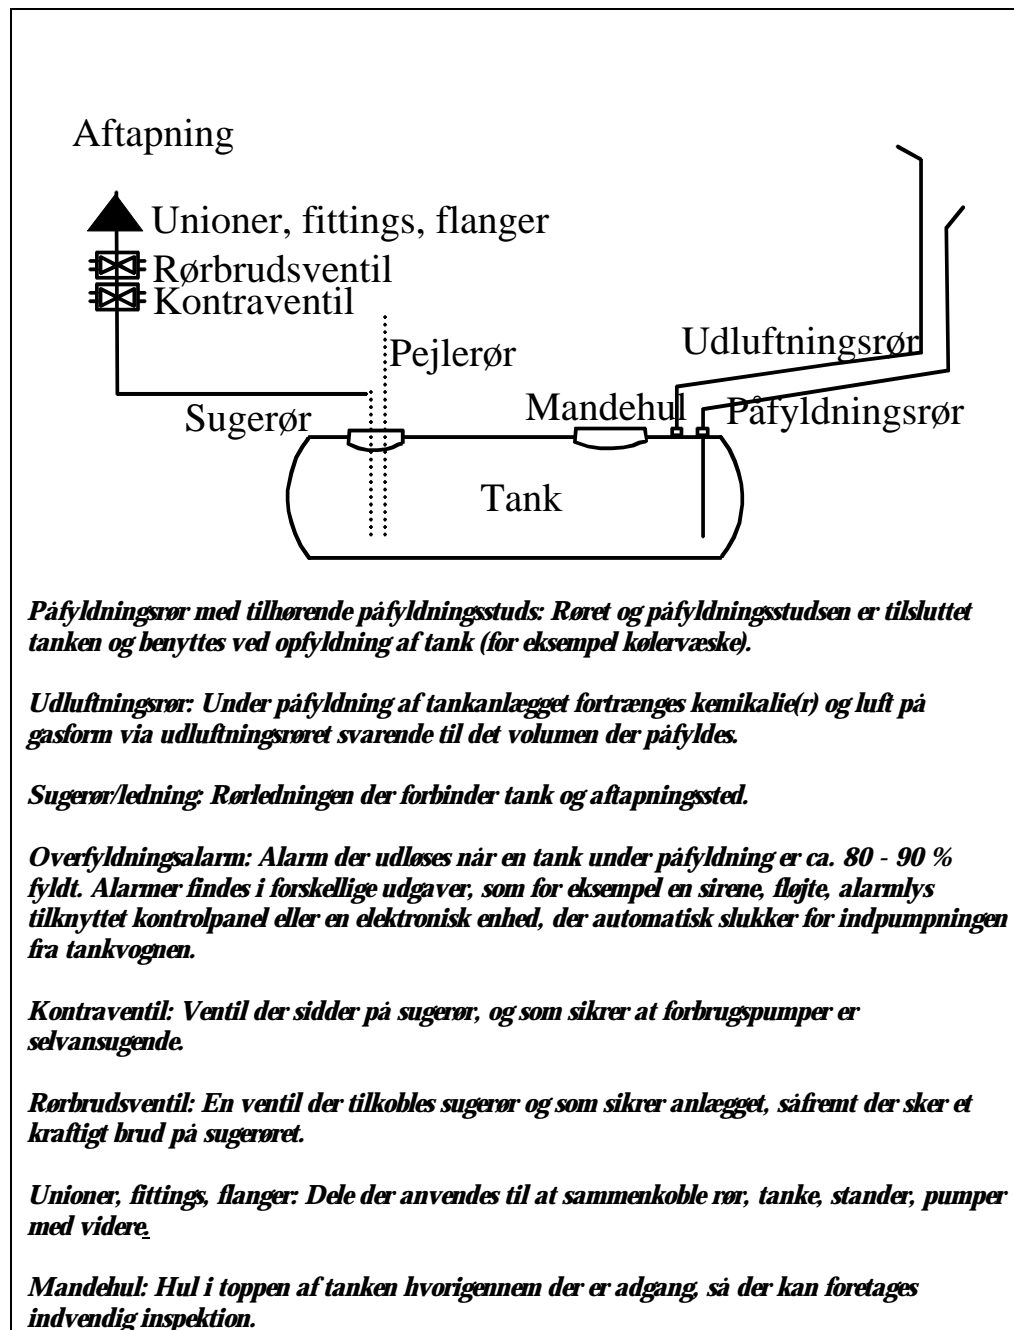 Aftapning
Unioner, fittings, flanger
Rørbrudsventil
Kontraventil
Pejlerør
Udluftningsrør
Sugerør
Mandehul
Påfyldningsrør
Tank
Påfyldningsrør med tilhørende påfyldningsstuds: Røret og påfyldningsstudsen er tilsluttet
tanken og benyttes ved opfyldning af tank (for eksempel kølervæske).
Udluftningsrør: Under påfyldning af tankanlægget fortrænges kemikalie(r) og luft på
gasform via udluftningsrøret svarende til det volumen der påfyldes.
Sugerør/ledning: Rørledningen der forbinder tank og aftapningssted.
Overfyldningsalarm: Alarm der udløses når en tank under påfyldning er ca. 80 - 90 %
fyldt. Alarmer findes i forskellige udgaver, som for eksempel en sirene, fløjte, alarmlys
tilknyttet kontrolpanel eller en elektronisk enhed, der automatisk slukker for indpumpningen
fra tankvognen.
Kontraventil: Ventil der sidder på sugerør, og som sikrer at forbrugspumper er
selvansugende.
Rørbrudsventil: En ventil der tilkobles sugerør og som sikrer anlægget, såfremt der sker et
kraftigt brud på sugerøret.
Unioner, fittings, flanger: Dele der anvendes til at sammenkoble rør, tanke, stander, pumper
med videre.
Mandehul: Hul i toppen af tanken hvorigennem der er adgang, så der kan foretages
indvendig inspektion.